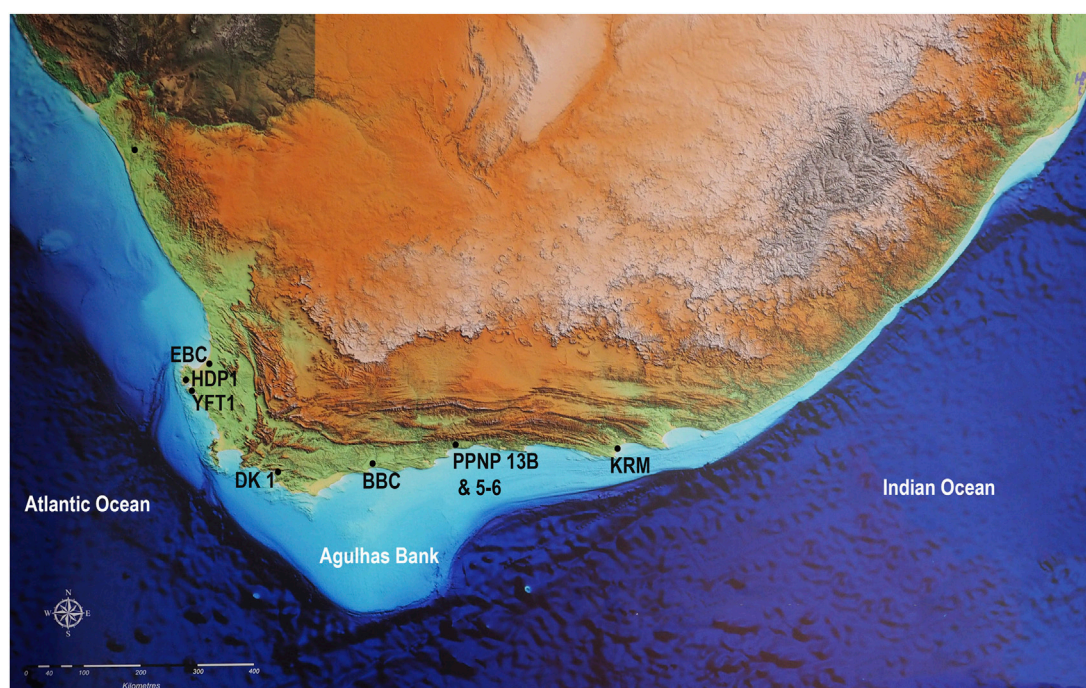 EBC
HDP1
YFT1
DK 1
BBC
PPNP 13B
& 5-6
KRM
Atlantic Ocean
Indian Ocean
Agulhas Bank
N
W E
S
0 40 80 100 200 300 400
Kilometres